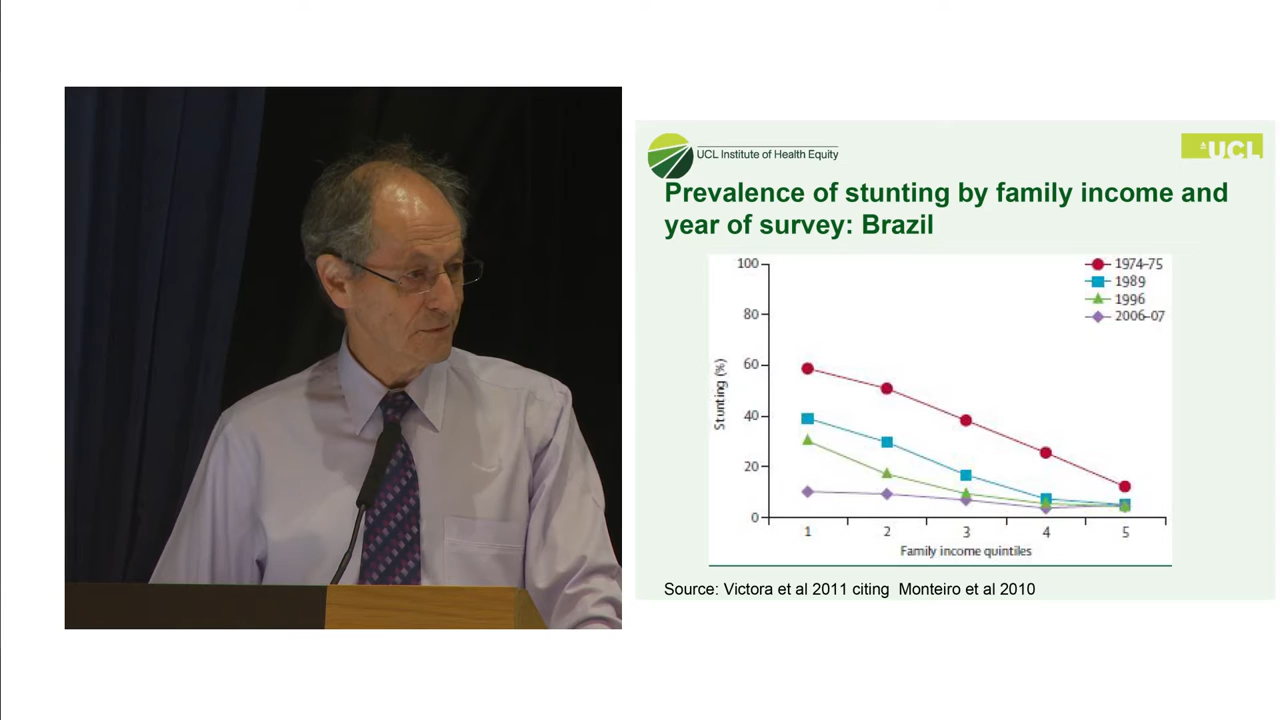 UCL Institute of Health Equity
UCL
Prevalence of stunting by family income and
year of survey: Brazil
100
80
60
40
20
0
Stunting (%)
1974–75
1989
1996
2006–07
1 2 3 4 5
Family income quintiles
Source: Victora et al 2011 citing Monteiro et al 2010